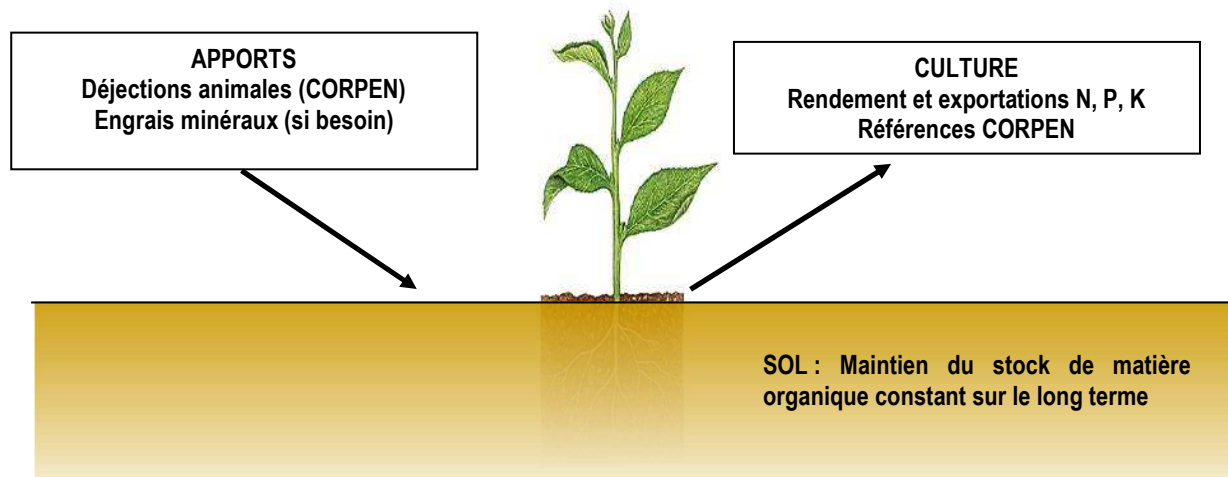 APPORTS
Déjections animales (CORPEN)
Engrais minéraux (si besoin)
CULTURE
Rendement et exportations N, P, K
Références CORPEN
SOL : Maintien du stock de matière
organique constant sur le long terme